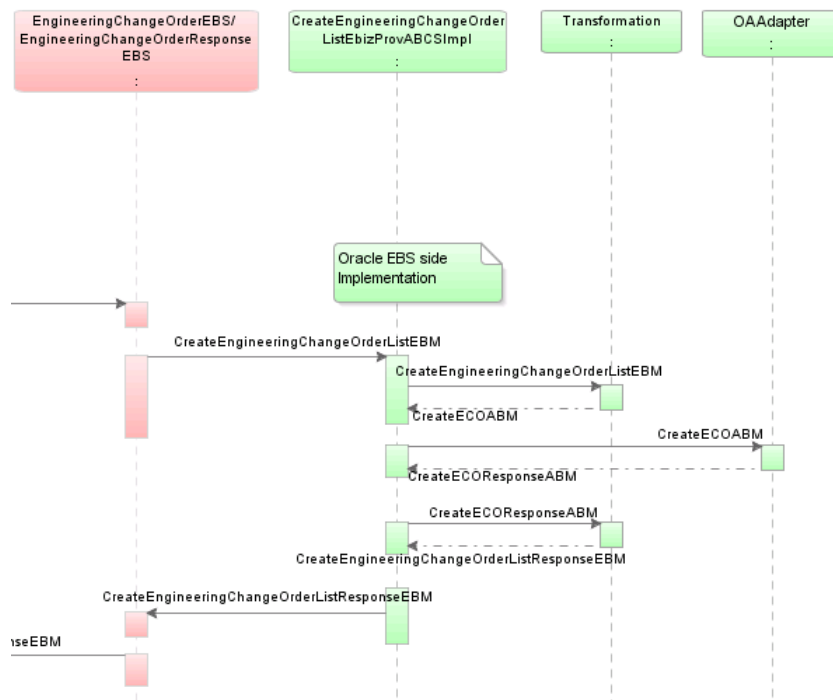 EngineeringChangeOrderEBS/
EngineeringChangeOrderResponse
EBS
:
CreateEngineeringChangeOrder
ListEbizProvABCSImpl
:
Transformation
:
OAAdapter
:
Oracle EBS side
Implementation
CreateEngineeringChangeOrderListEBM
CreateEngineeringChangeOrderListEBM
CreateECOABM
CreateECOABM
CreateECOResponseABM
CreateECOResponseABM
CreateEngineeringChangeOrderListResponseEBM
CreateEngineeringChangeOrderListResponseEBM
nseEBM